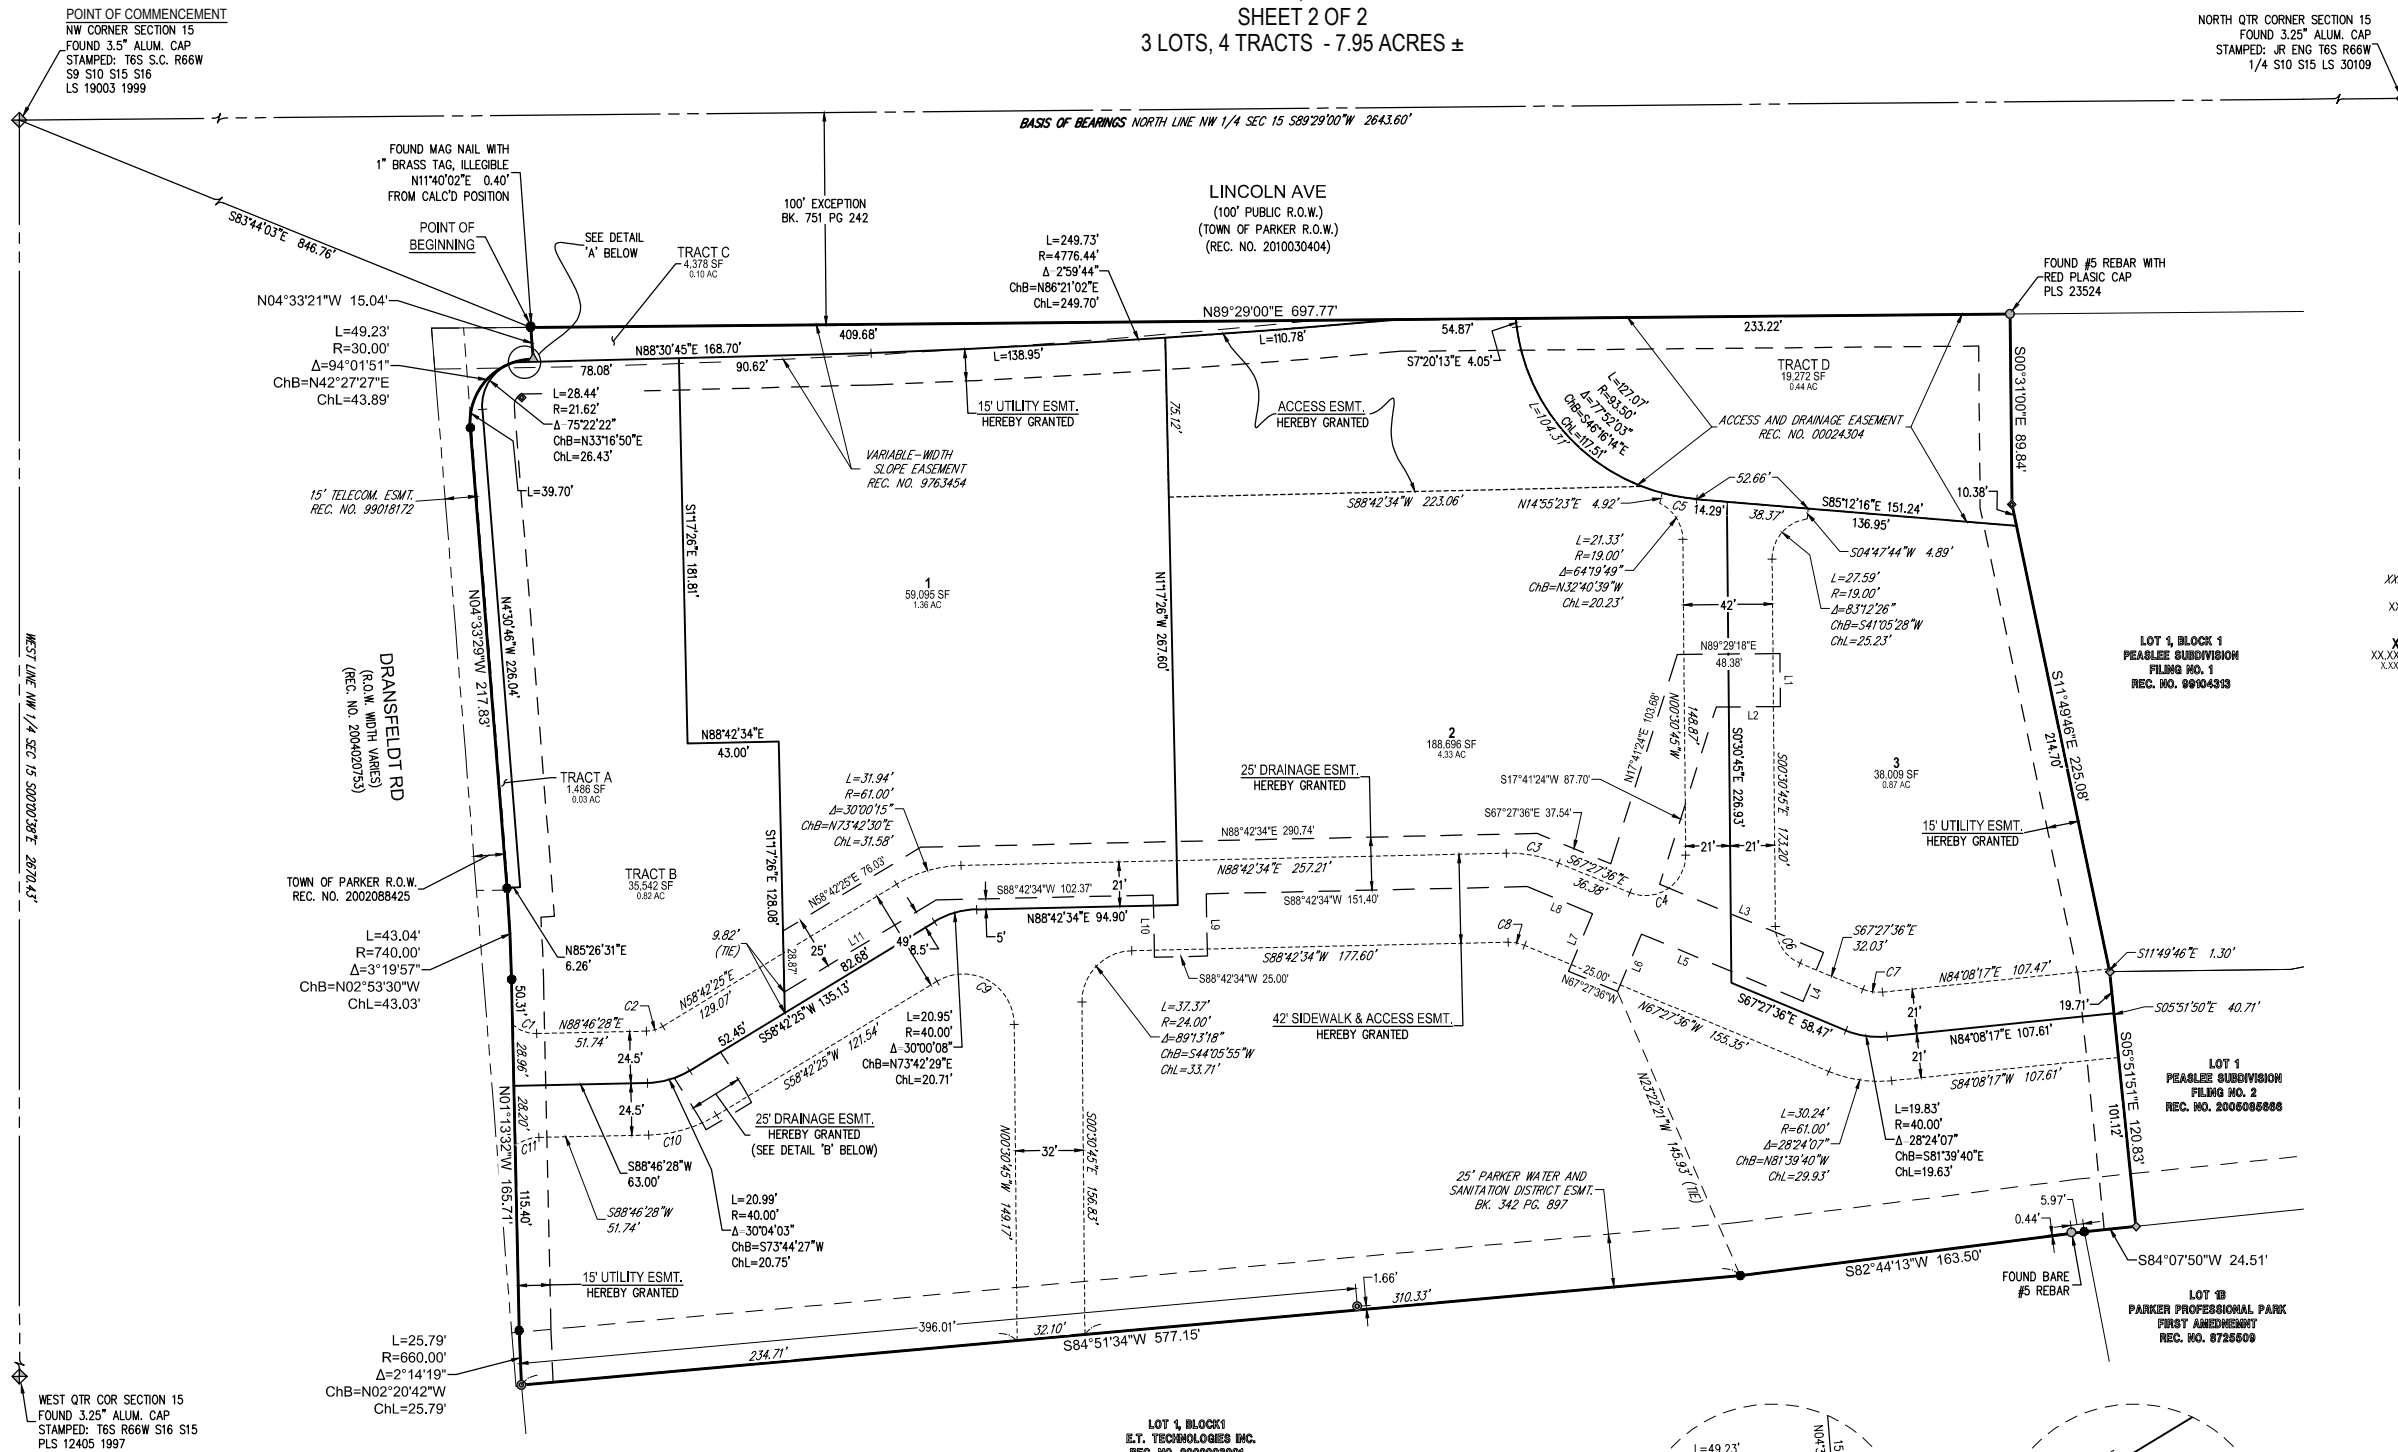 SHEET 2 OF 2
3 LOTS, 4 TRACTS - 7.95 ACRES ±
POINT OF COMMENCEMENT
NW CORNER SECTION 15
FOUND 3.5" ALUM. CAP
STAMPED: T6S S.C. R66W
S9 S10 S15 S16
LS 19003 1999
NORTH QTR CORNER SECTION 15
FOUND 3.25" ALUM. CAP
STAMPED: JR ENG T6S R66W
1/4 S10 S15 LS 30109
BASIS OF BEARINGS NORTH LINE NW 1/4 SEC 15 S89°29'00"W 2643.60'
FOUND MAG NAIL WITH
1" BRASS TAG, ILLEGIBLE
N11°40'02"E 0.40'
FROM CALC'D POSITION
S83°44'03"E 846.76'
POINT OF
BEGINNING
SEE DETAIL
'A' BELOW
TRACT C
4,378 SF
0.10 AC
100' EXCEPTION
BK. 751 PG 242
LINCOLN AVE
(100' PUBLIC R.O.W.)
(TOWN OF PARKER R.O.W.)
(REC. NO. 2010030404)
L=249.73'
R=4776.44'
Δ=2°59'44"
ChB=N86°21'02"E
ChL=249.70'
FOUND #5 REBAR WITH
RED PLASIC CAP
PLS 23524
N04°33'21"W 15.04'
L=49.23'
R=30.00'
Δ=94°01'51"
ChB=N42°27'27"E
ChL=43.89'
N89°29'00"E 697.77'
409.68'
54.87'
233.22'
N88°30'45"E 168.70'
78.08'
90.62'
L=138.95'
L=110.78'
S7°20'13"E 4.05'
L=28.44'
R=21.62'
Δ=75°22'22"
ChB=N33°16'50"E
ChL=26.43'
L=39.70'
15' UTILITY ESMT.
HEREBY GRANTED
75.12'
ACCESS ESMT.
HEREBY GRANTED
L=127.07'
R=93.50'
Δ=77°52'03"
ChB=S46°16'14"E
ChL=117.51'
L=104.37'
TRACT D
19,272 SF
0.44 AC
ACCESS AND DRAINAGE EASEMENT
REC. NO. 00024304
S00°31'00"E 89.84'
VARIABLE-WIDTH
SLOPE EASEMENT
REC. NO. 9763454
15' TELECOM. ESMT.
REC. NO. 99018172
S88°42'34"W 223.06'
N14°55'23"E 4.92'
C5
14.29'
52.66'
38.37'
S85°12'16"E 151.24'
136.95'
10.38'
S04°47'44"W 4.89'
L=21.33'
R=19.00'
Δ=64°19'49"
ChB=N32°40'39"W
ChL=20.23'
L=27.59'
R=19.00'
Δ=83°12'26"
ChB=S41°05'28"W
ChL=25.23'
42'
S1°17'26"E 181.81'
N1°17'26"W 267.60'
1
59,095 SF
1.36 AC
N04°33'29"W 217.83'
N4°30'46"W 226.04'
WEST LINE NW 1/4 SEC 15 S00°00'38"E 2670.43'
DRANSFELDT RD
(R.O.W. WIDTH VARIES)
(REC. NO. 2004020753)
N89°29'18"E
48.38'
L1
L2
N17°41'24"E 103.68'
N00°30'45"W
148.87'
S0°30'45"E 226.93'
S00°30'45"E 173.20'
LOT 1, BLOCK 1
PEASLEE SUBDIVISION
FILING NO. 1
REC. NO. 99104313
S11°49'46"E 225.08'
214.70'
N88°42'34"E
43.00'
2
188,696 SF
4.33 AC
3
38,009 SF
0.87 AC
TRACT A
1,486 SF
0.03 AC
L=31.94'
R=61.00'
Δ=30°00'15"
ChB=N73°42'30"E
ChL=31.58'
25' DRAINAGE ESMT.
HEREBY GRANTED
S17°41'24"W 87.70'
S67°27'36"E 37.54'
15' UTILITY ESMT.
HEREBY GRANTED
S1°17'26"E 128.08'
N88°42'34"E 290.74'
21'
21'
TOWN OF PARKER R.O.W.
REC. NO. 2002088425
TRACT B
35,542 SF
0.82 AC
N58°42'25"E 76.03'
N88°42'34"E 257.21'
C3
S67°27'36"E
36.38'
C4
S88°42'34"W 102.37'
21'
S88°42'34"W 151.40'
N88°42'34"E 94.90'
5'
L10
L9
L8
L7
L3
C6
9.82'
(TIE)
25'
L11
49'
8.5'
28.87'
82.68'
C8
S88°42'34"W 177.60'
S88°42'34"W 25.00'
25.00'
N67°27'36"W
L6
L5
L4
S67°27'36"E
32.03'
C7
N84°08'17"E 107.47'
S11°49'46"E 1.30'
L=43.04'
R=740.00'
Δ=3°19'57"
ChB=N02°53'30"W
ChL=43.03'
N85°26'31"E
6.26'
50.31'
C1
C2
N88°46'28"E
51.74'
N58°42'25"E
129.07'
S58°42'25"W 135.13'
52.45'
C9
S58°42'25"W 121.54'
L=20.95'
R=40.00'
Δ=30°00'08"
ChB=N73°42'29"E
ChL=20.71'
L=37.37'
R=24.00'
Δ=89°13'18"
ChB=S44°05'55"W
ChL=33.71'
42' SIDEWALK & ACCESS ESMT.
HEREBY GRANTED
N67°27'36"W 155.35'
S67°27'36"E 58.47'
21'
21'
N84°08'17"E 107.61'
19.71'
S05°51'50"E 40.71'
S84°08'17"W 107.61'
S05°51'51"E 120.83'
101.12'
LOT 1
PEASLEE SUBDIVISION
FILING NO. 2
REC. NO. 2005085686
28.96'
24.5'
24.5'
28.20'
C11
C10
N01°13'32"W 165.71'
115.40'
S88°46'28"W
63.00'
S88°46'28"W
51.74'
25' DRAINAGE ESMT.
HEREBY GRANTED
(SEE DETAIL 'B' BELOW)
L=20.99'
R=40.00'
Δ=30°04'03"
ChB=S73°44'27"W
ChL=20.75'
N00°30'45"W 149.17'
32'
S00°30'45"E 156.83'
N23°22'21"W 145.93' (TIE)
L=30.24'
R=61.00'
Δ=28°24'07"
ChB=N81°39'40"W
ChL=29.93'
L=19.83'
R=40.00'
Δ=28°24'07"
ChB=S81°39'40"E
ChL=19.63'
25' PARKER WATER AND
SANITATION DISTRICT ESMT.
BK. 342 PG. 897
15' UTILITY ESMT.
HEREBY GRANTED
5.97'
0.44'
S84°07'50"W 24.51'
FOUND BARE
#5 REBAR
S82°44'13"W 163.50'
1.66'
310.33'
396.01'
32.10'
234.71'
S84°51'34"W 577.15'
LOT 1B
PARKER PROFESSIONAL PARK
FIRST AMEDNEMNT
REC. NO. 8725509
L=25.79'
R=660.00'
Δ=2°14'19"
ChB=N02°20'42"W
ChL=25.79'
WEST QTR COR SECTION 15
FOUND 3.25" ALUM. CAP
STAMPED: T6S R66W S16 S15
PLS 12405 1997
LOT 1, BLOCK1
E.T. TECHNOLOGIES INC.
L=49.23'